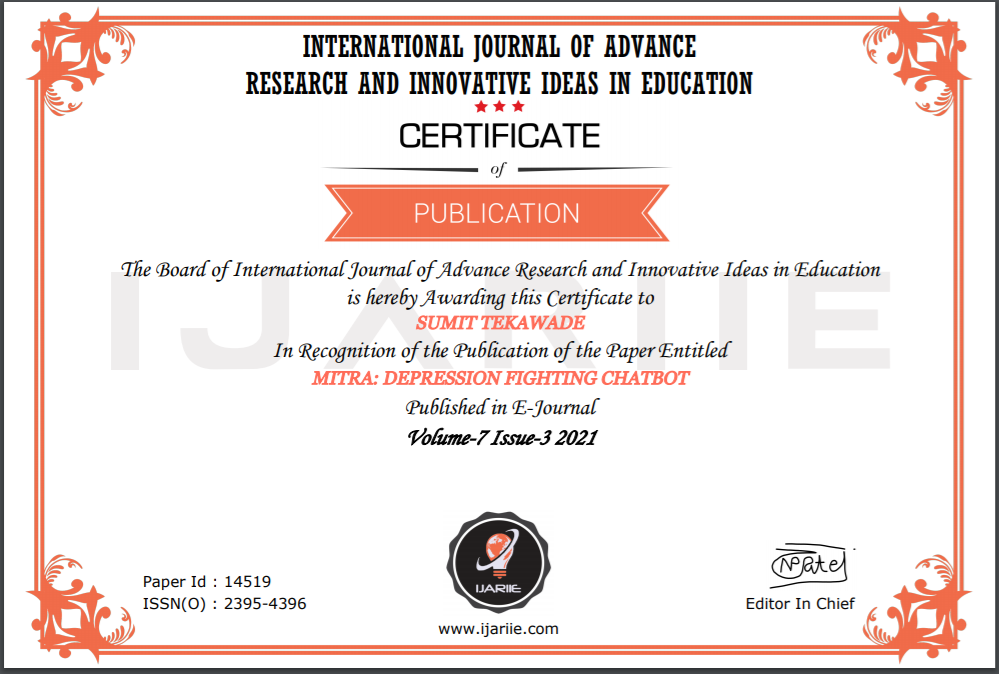 INTERNATIONAL JOURNAL OF ADVANCE
RESEARCH AND INNOVATIVE IDEAS IN EDUCATION
CERTIFICATE
of
PUBLICATION
The Board of International Journal of Advance Research and Innovative Ideas in Education
is hereby Awarding this Certificate to
SUMIT TEKAWADE
In Recognition of the Publication of the Paper Entitled
MITRA: DEPRESSION FIGHTING CHATBOT
Published in E-Journal
Volume-7 Issue-3 2021
IJARIIE
Paper Id : 14519
ISSN(O) : 2395-4396
IJARIIE
www.ijariie.com
NPPatel
Editor In Chief